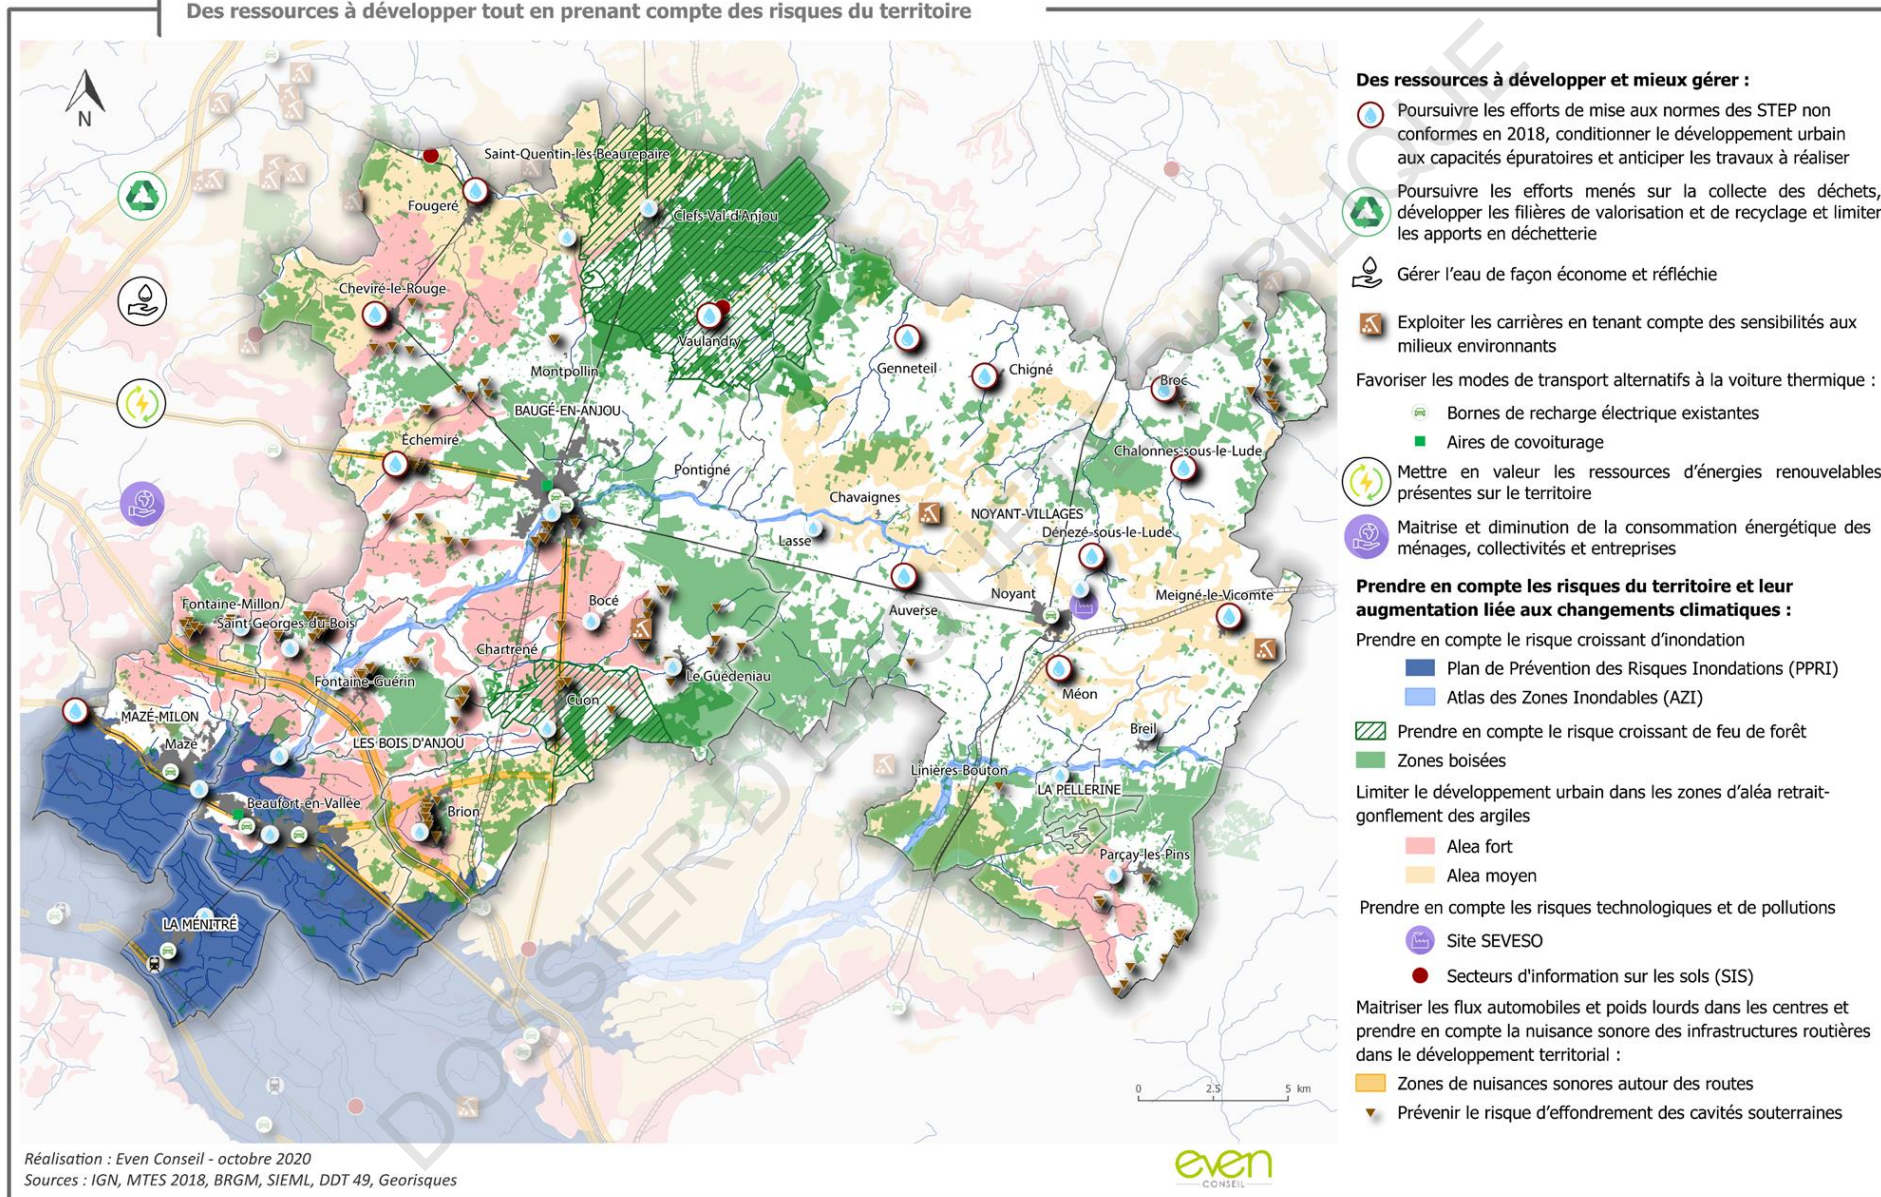 Des ressources à développer tout en prenant compte des risques du territoire
N
Saint-Quentin-lès-Beaurepaire
Fougeré
Clefs-Val-d'Anjou
Cheviré-le-Rouge
Vaulandry
Genneteil
Chigné
Broc
Montpollin
BAUGÉ-EN-ANJOU
Échemiré
Chalonnes-sous-le-Lude
Pontigné
Chavaignes
NOYANT-VILLAGES
Lasse
Dénezé-sous-le-Lude
Auverse
Noyant
Meigné-le-Vicomte
Fontaine-Millon
Saint-Georges-du-Bois
Bocé
Chartrené
Fontaine-Guérin
Le Guédeniau
Cuon
Méon
MAZÉ-MILON
Mazé
LES BOIS D'ANJOU
Breil
Linières-Bouton
LA PELLERINE
Beaufort-en-Vallée
Brion
Parçay-les-Pins
LA MÉNITRÉ
0 2.5 5 km
DOSSIER D'ENQUETE PUBLIQUE
Des ressources à développer et mieux gérer :
Poursuivre les efforts de mise aux normes des STEP non
conformes en 2018, conditionner le développement urbain
aux capacités épuratoires et anticiper les travaux à réaliser
Poursuivre les efforts menés sur la collecte des déchets,
développer les filières de valorisation et de recyclage et limiter
les apports en déchetterie
Gérer l'eau de façon économe et réfléchie
Exploiter les carrières en tenant compte des sensibilités aux
milieux environnants
Favoriser les modes de transport alternatifs à la voiture thermique :
Bornes de recharge électrique existantes
Aires de covoiturage
Mettre en valeur les ressources d'énergies renouvelables
présentes sur le territoire
Maitrise et diminution de la consommation énergétique des
ménages, collectivités et entreprises
Prendre en compte les risques du territoire et leur
augmentation liée aux changements climatiques :
Prendre en compte le risque croissant d'inondation
Plan de Prévention des Risques Inondations (PPRI)
Atlas des Zones Inondables (AZI)
Prendre en compte le risque croissant de feu de forêt
Zones boisées
Limiter le développement urbain dans les zones d'aléa retrait-
gonflement des argiles
Alea fort
Alea moyen
Prendre en compte les risques technologiques et de pollutions
Site SEVESO
Secteurs d'information sur les sols (SIS)
Maitriser les flux automobiles et poids lourds dans les centres et
prendre en compte la nuisance sonore des infrastructures routières
dans le développement territorial :
Zones de nuisances sonores autour des routes
Prévenir le risque d'effondrement des cavités souterraines
Réalisation : Even Conseil - octobre 2020
Sources : IGN, MTES 2018, BRGM, SIEML, DDT 49, Georisques
even
CONSEIL